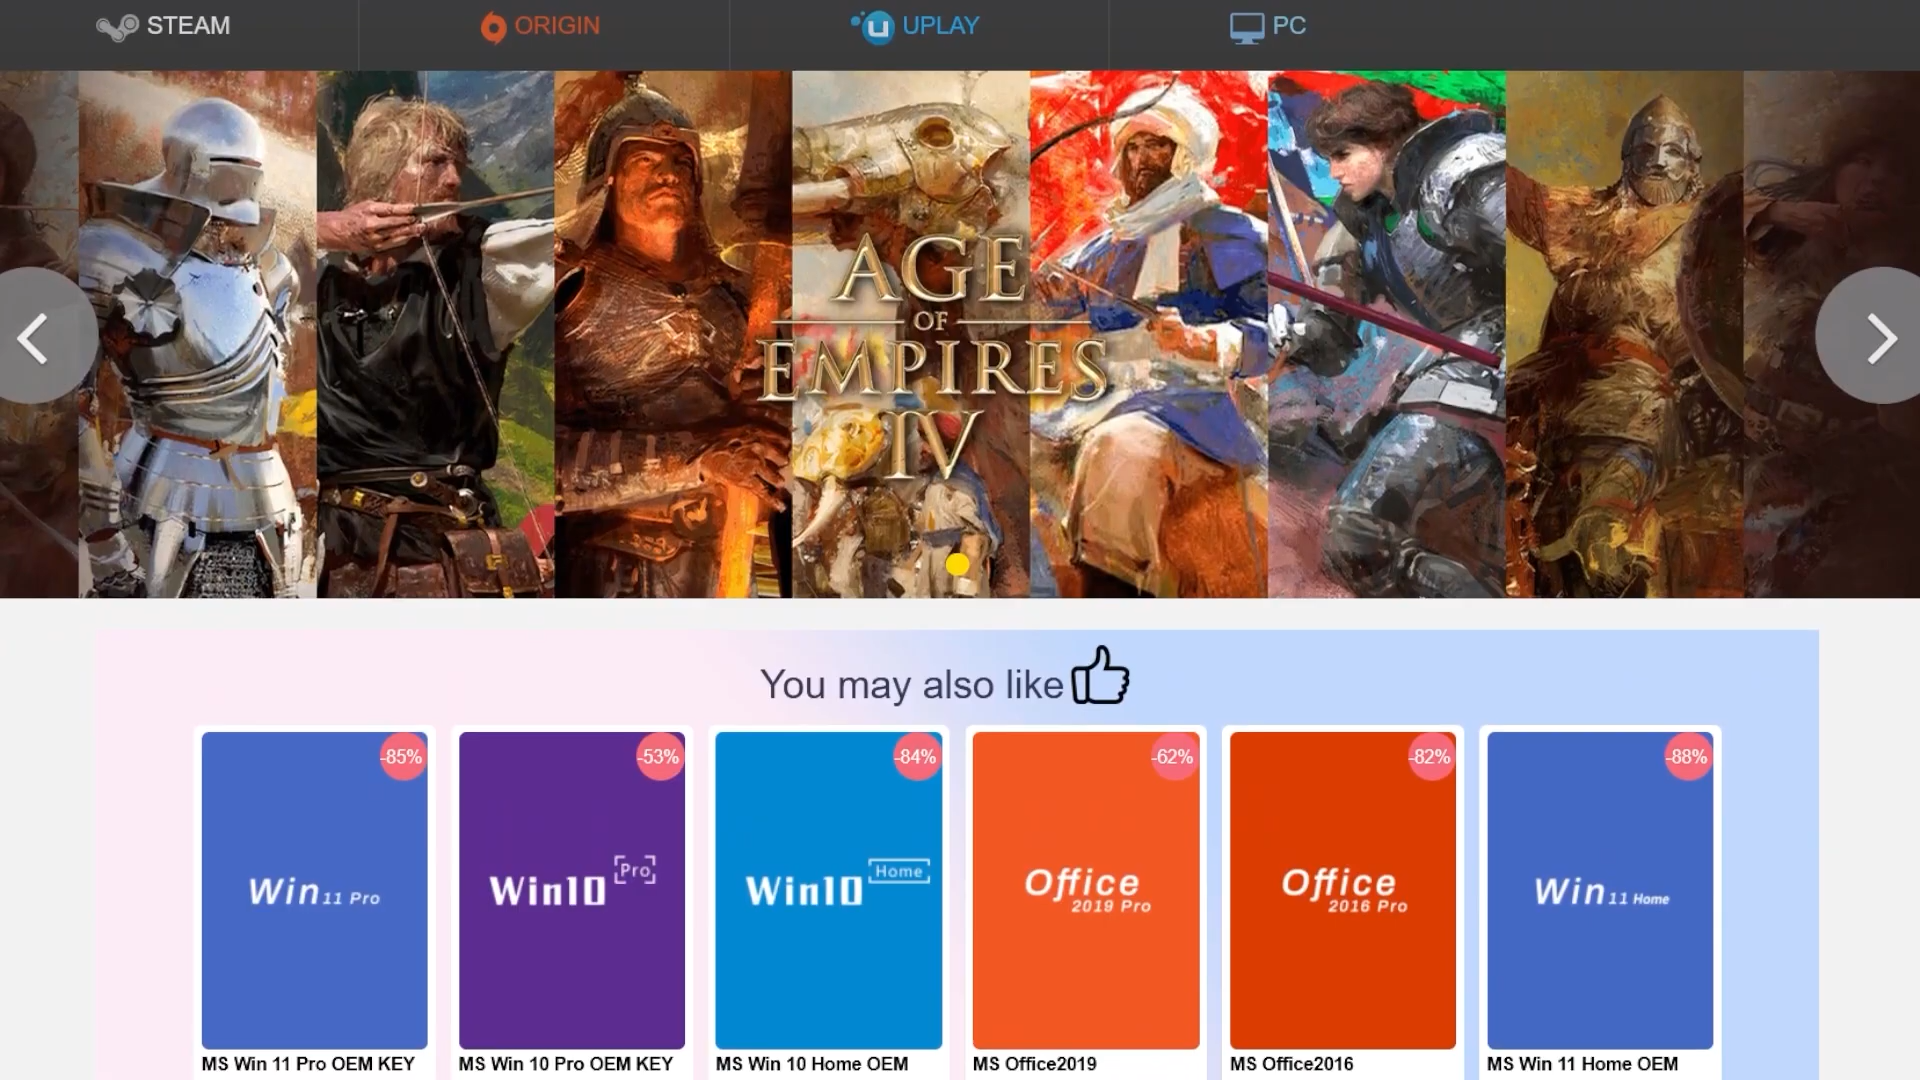 STEAM
ORIGIN
UPLAY
PC
AGE
OF
EMPIRES
IV
You may also like
-85%
-53%
-84%
-62%
-82%
-88%
Win 11 Pro
Win10 Pro
Win10 Home
Office
2019 Pro
Office
2016 Pro
Win 11 Home
MS Win 11 Pro OEM KEY
MS Win 10 Pro OEM KEY
MS Win 10 Home OEM
MS Office2019
MS Office2016
MS Win 11 Home OEM